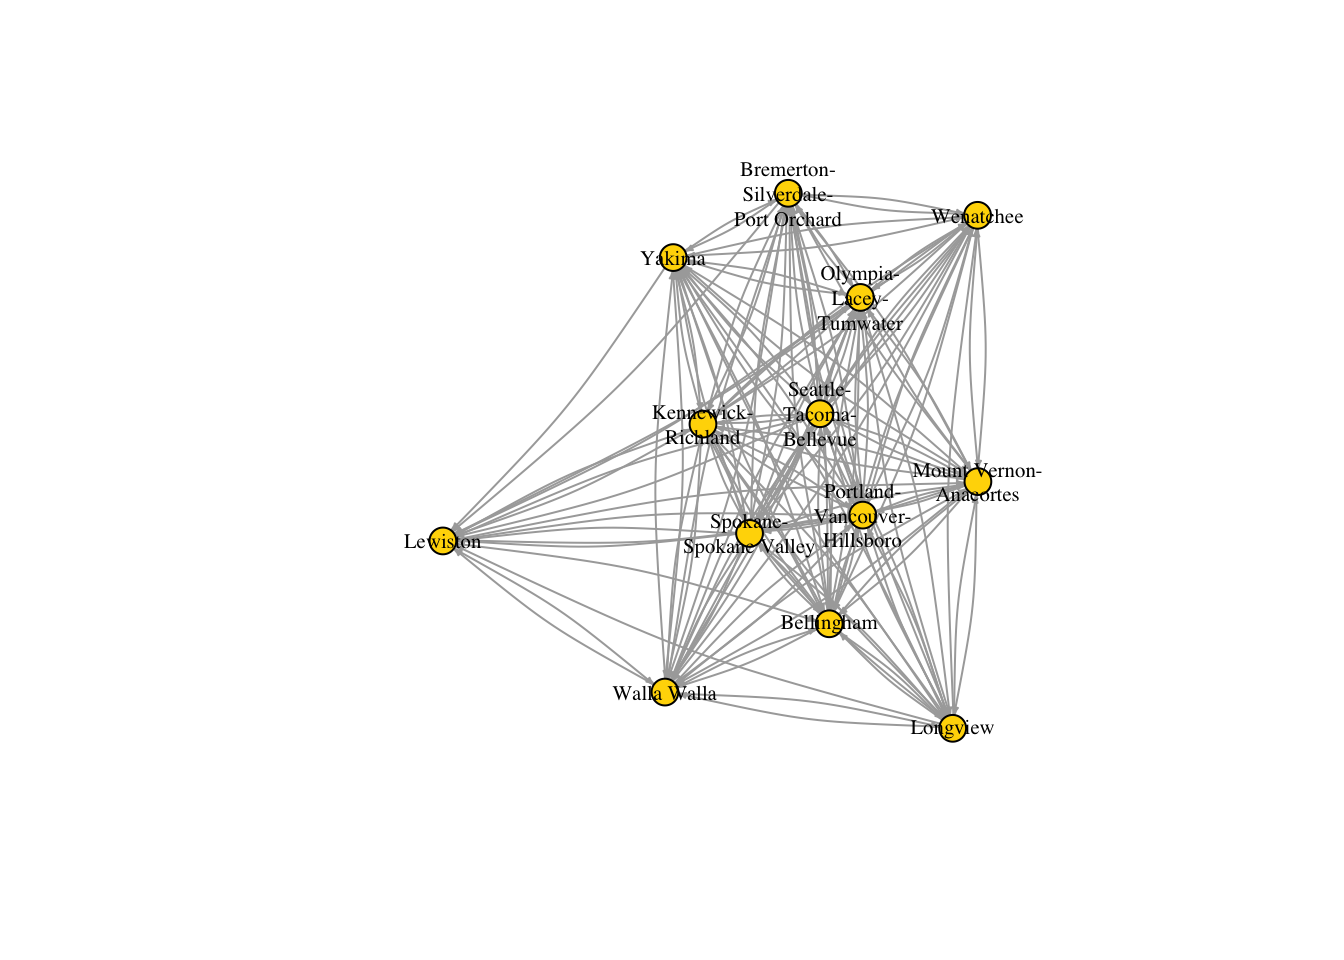 Bremerton-
Silverdale-
Port Orchard
Wenatchee
Yakima
Olympia-
Lacey-
Tumwater
Seattle-
Tacoma-
Bellevue
Kennewick-
Richland
Mount Vernon-
Anacortes
Portland-
Vancouver-
Hillsboro
Spokane-
Spokane Valley
Lewiston
Bellingham
Walla Walla
Longview